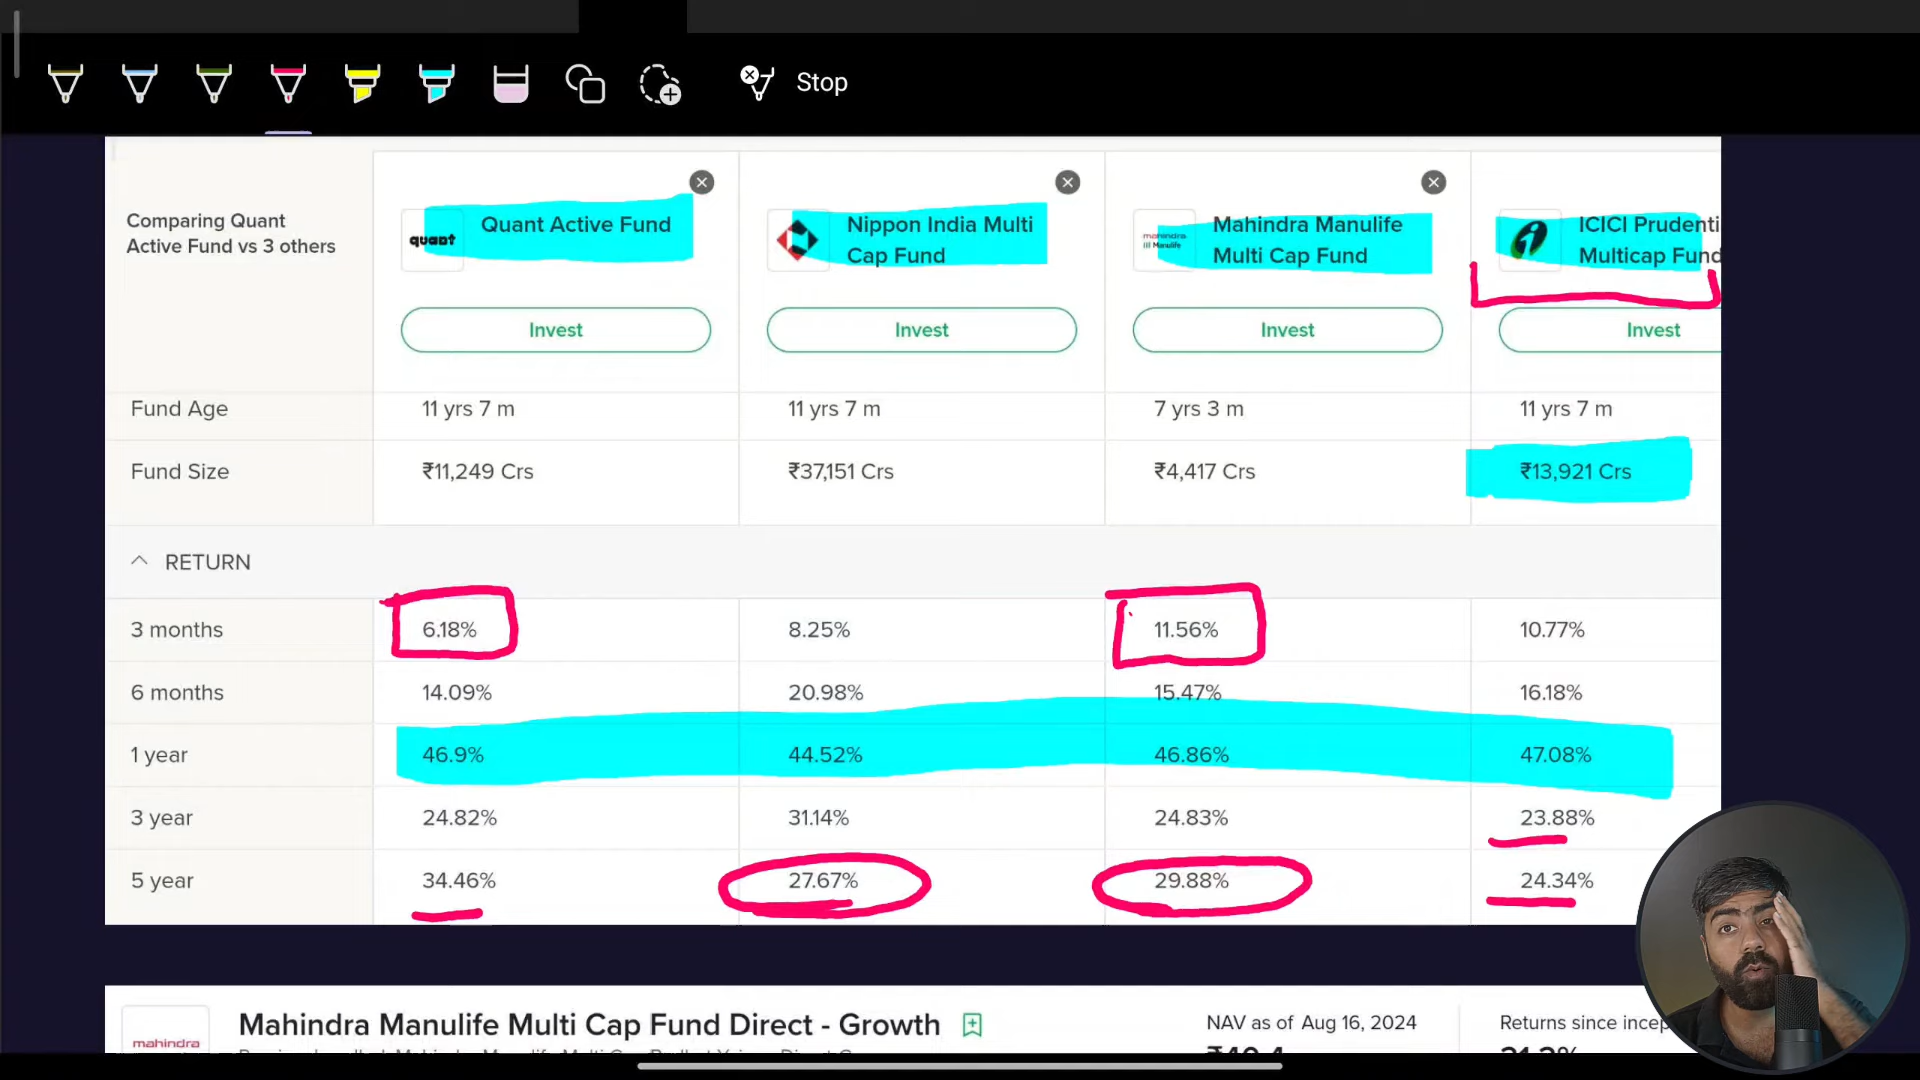 Stop
Comparing Quant
Active Fund vs 3 others
quant
Quant Active Fund
Nippon India Multi
Cap Fund
mahindra
Manulife
Mahindra Manulife
Multi Cap Fund
ICICI Prudenti
Multicap Fund
Invest
Invest
Invest
Invest
Fund Age
11 yrs 7 m
11 yrs 7 m
7 yrs 3 m
11 yrs 7 m
Fund Size
₹11,249 Crs
₹37,151 Crs
₹4,417 Crs
₹13,921 Crs
RETURN
3 months
6.18%
8.25%
11.56%
10.77%
6 months
14.09%
20.98%
15.47%
16.18%
1 year
46.9%
44.52%
46.86%
47.08%
3 year
24.82%
31.14%
24.83%
23.88%
5 year
34.46%
27.67%
29.88%
24.34%
mahindra
Mahindra Manulife Multi Cap Fund Direct - Growth
NAV as of Aug 16, 2024
Returns since incep